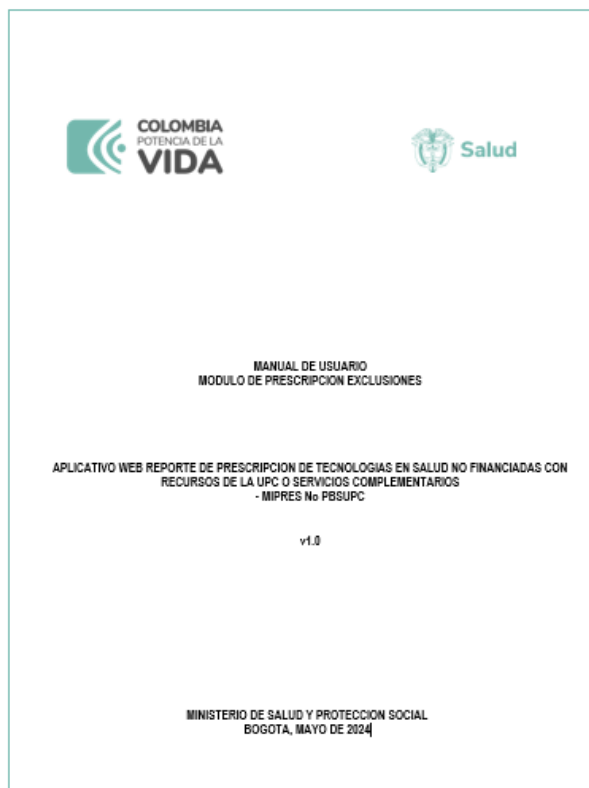 COLOMBIA
POTENCIA DE LA
VIDA
Salud
MANUAL DE USUARIO
MODULO DE PRESCRIPCION EXCLUSIONES
APLICATIVO WEB REPORTE DE PRESCRIPCION DE TECNOLOGIAS EN SALUD NO FINANCIADAS CON
RECURSOS DE LA UPC O SERVICIOS COMPLEMENTARIOS
- MIPRES No PBSUPC
v1.0
MINISTERIO DE SALUD Y PROTECCION SOCIAL
BOGOTA, MAYO DE 2024